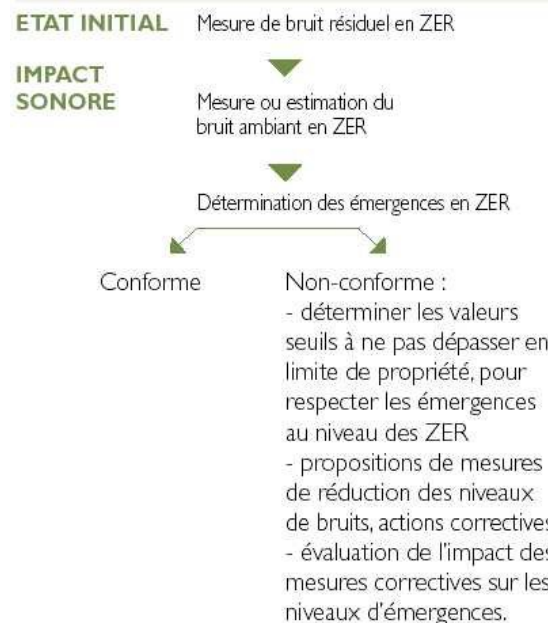 ETAT INITIAL Mesure de bruit résiduel en ZER
IMPACT
SONORE
Mesure ou estimation du
bruit ambiant en ZER
Détermination des émergences en ZER
Conforme
Non-conforme :
- déterminer les valeurs
seuils à ne pas dépasser en
limite de propriété, pour
respecter les émergences
au niveau des ZER
- propositions de mesures
de réduction des niveaux
de bruits, actions correctives
- évaluation de l'impact des
mesures correctives sur les
niveaux d'émergences.